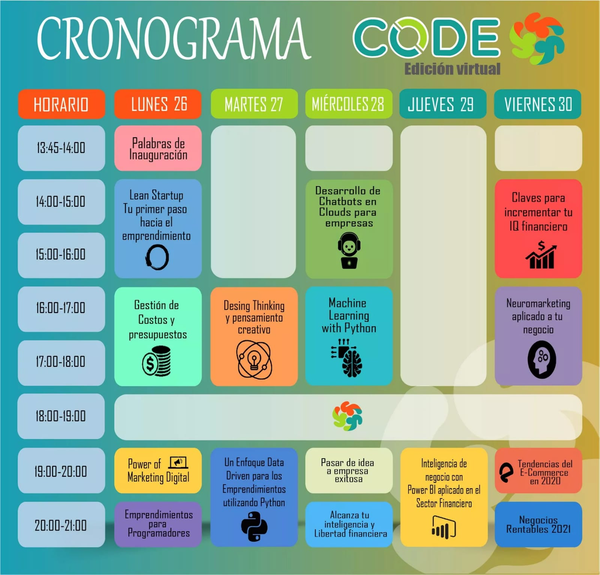 CRONOGRAMA
CODE
Edición virtual
HORARIO
LUNES 26
MARTES 27
MIÉRCOLES 28
JUEVES 29
VIERNES 30
13:45-14:00
Palabras de
Inauguración
14:00-15:00
Lean Startup
Tu primer paso
hacia el
emprendimiento
Desarrollo de
Chatbots en
Clouds para
empresas
Claves para
incrementar tu
IQ financiero
15:00-16:00
16:00-17:00
Gestión de
Costos y
presupuestos
Desing Thinking
y pensamiento
creativo
Machine
Learning
with Python
Neuromarketing
aplicado a tu
negocio
17:00-18:00
18:00-19:00
19:00-20:00
Power of
Marketing Digital
Un Enfoque Data
Driven para los
Emprendimientos
utilizando Python
Pasar de idea
a empresa
exitosa
Inteligencia de
negocio con
Power BI aplicado en el
Sector Financiero
Tendencias del
E-Commerce
en 2020
20:00-21:00
Emprendimientos
para
Programadores
Alcanza tu
inteligencia y
Libertad financiera
Negocios
Rentables 2021